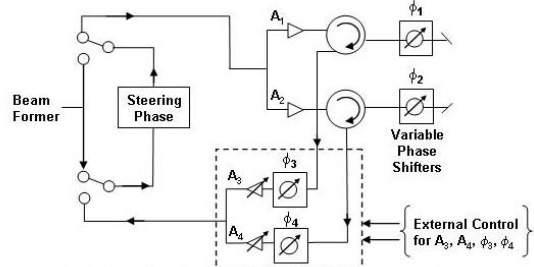 A₁
ϕ₁
A₂
ϕ₂
Beam
Former
Steering
Phase
Variable
Phase
Shifters
A₃
ϕ₃
A₄
ϕ₄
External Control
for A₃, A₄, ϕ₃, ϕ₄